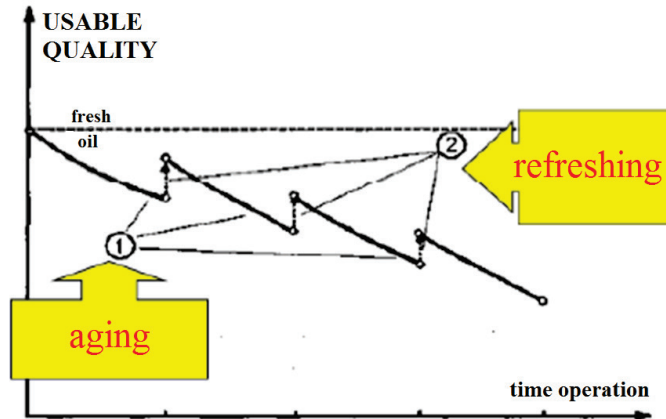 USABLE
QUALITY
fresh
oil
2
refreshing
1
aging
time operation